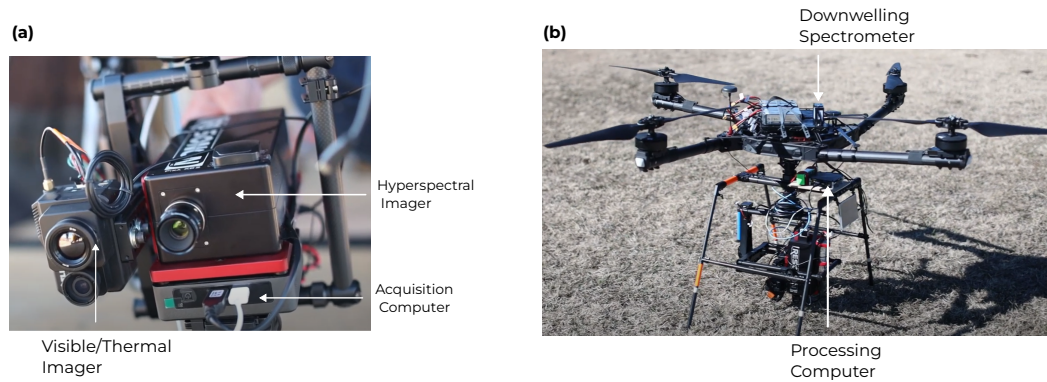 (a)
Hyperspectral
Imager
Acquisition
Computer
Visible/Thermal
Imager
(b)
Downwelling
Spectrometer
Processing
Computer